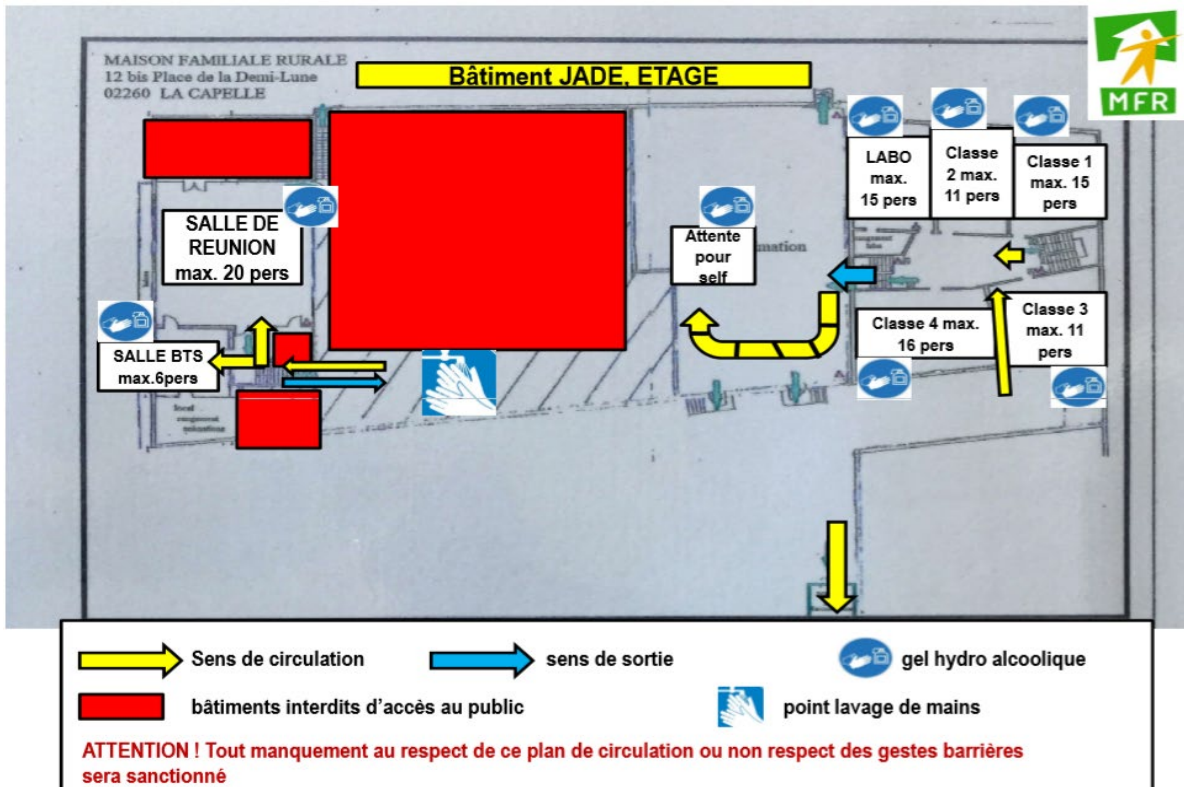 MAISON FAMILIALE RURALE
12 bis Place de la Demi-Lune
02260 LA CAPELLE
Bâtiment JADE, ETAGE
MFR
LABO
max.
15 pers
Classe
2 max.
11 pers
Classe 1
max. 15
pers
SALLE DE
REUNION
max. 20 pers
Attente
pour
self
mation
Classe 4 max.
16 pers
Classe 3
max. 11
pers
SALLE BTS
max.6pers
local
rangement
Sens de circulation
sens de sortie
gel hydro alcoolique
bâtiments interdits d'accès au public
point lavage de mains
ATTENTION ! Tout manquement au respect de ce plan de circulation ou non respect des gestes barrières
sera sanctionné